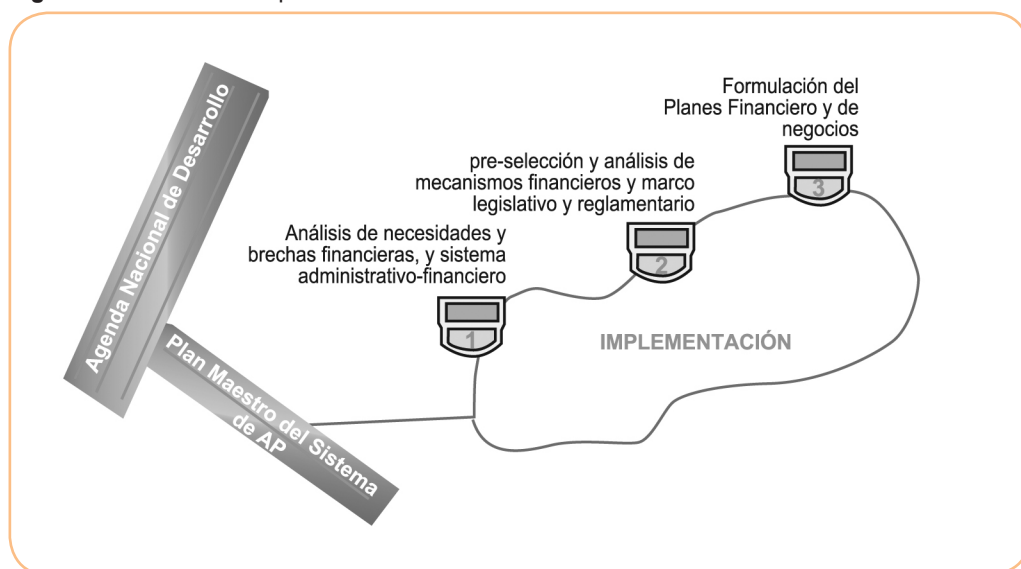 Agenda Nacional de Desarrollo
Plan Maestro del Sistema
de AP
Análisis de necesidades y
brechas financieras, y sistema
administrativo-financiero
1
pre-selección y análisis de
mecanismos financieros y marco
legislativo y reglamentario
2
Formulación del
Planes Financiero y de
negocios
3
IMPLEMENTACIÓN